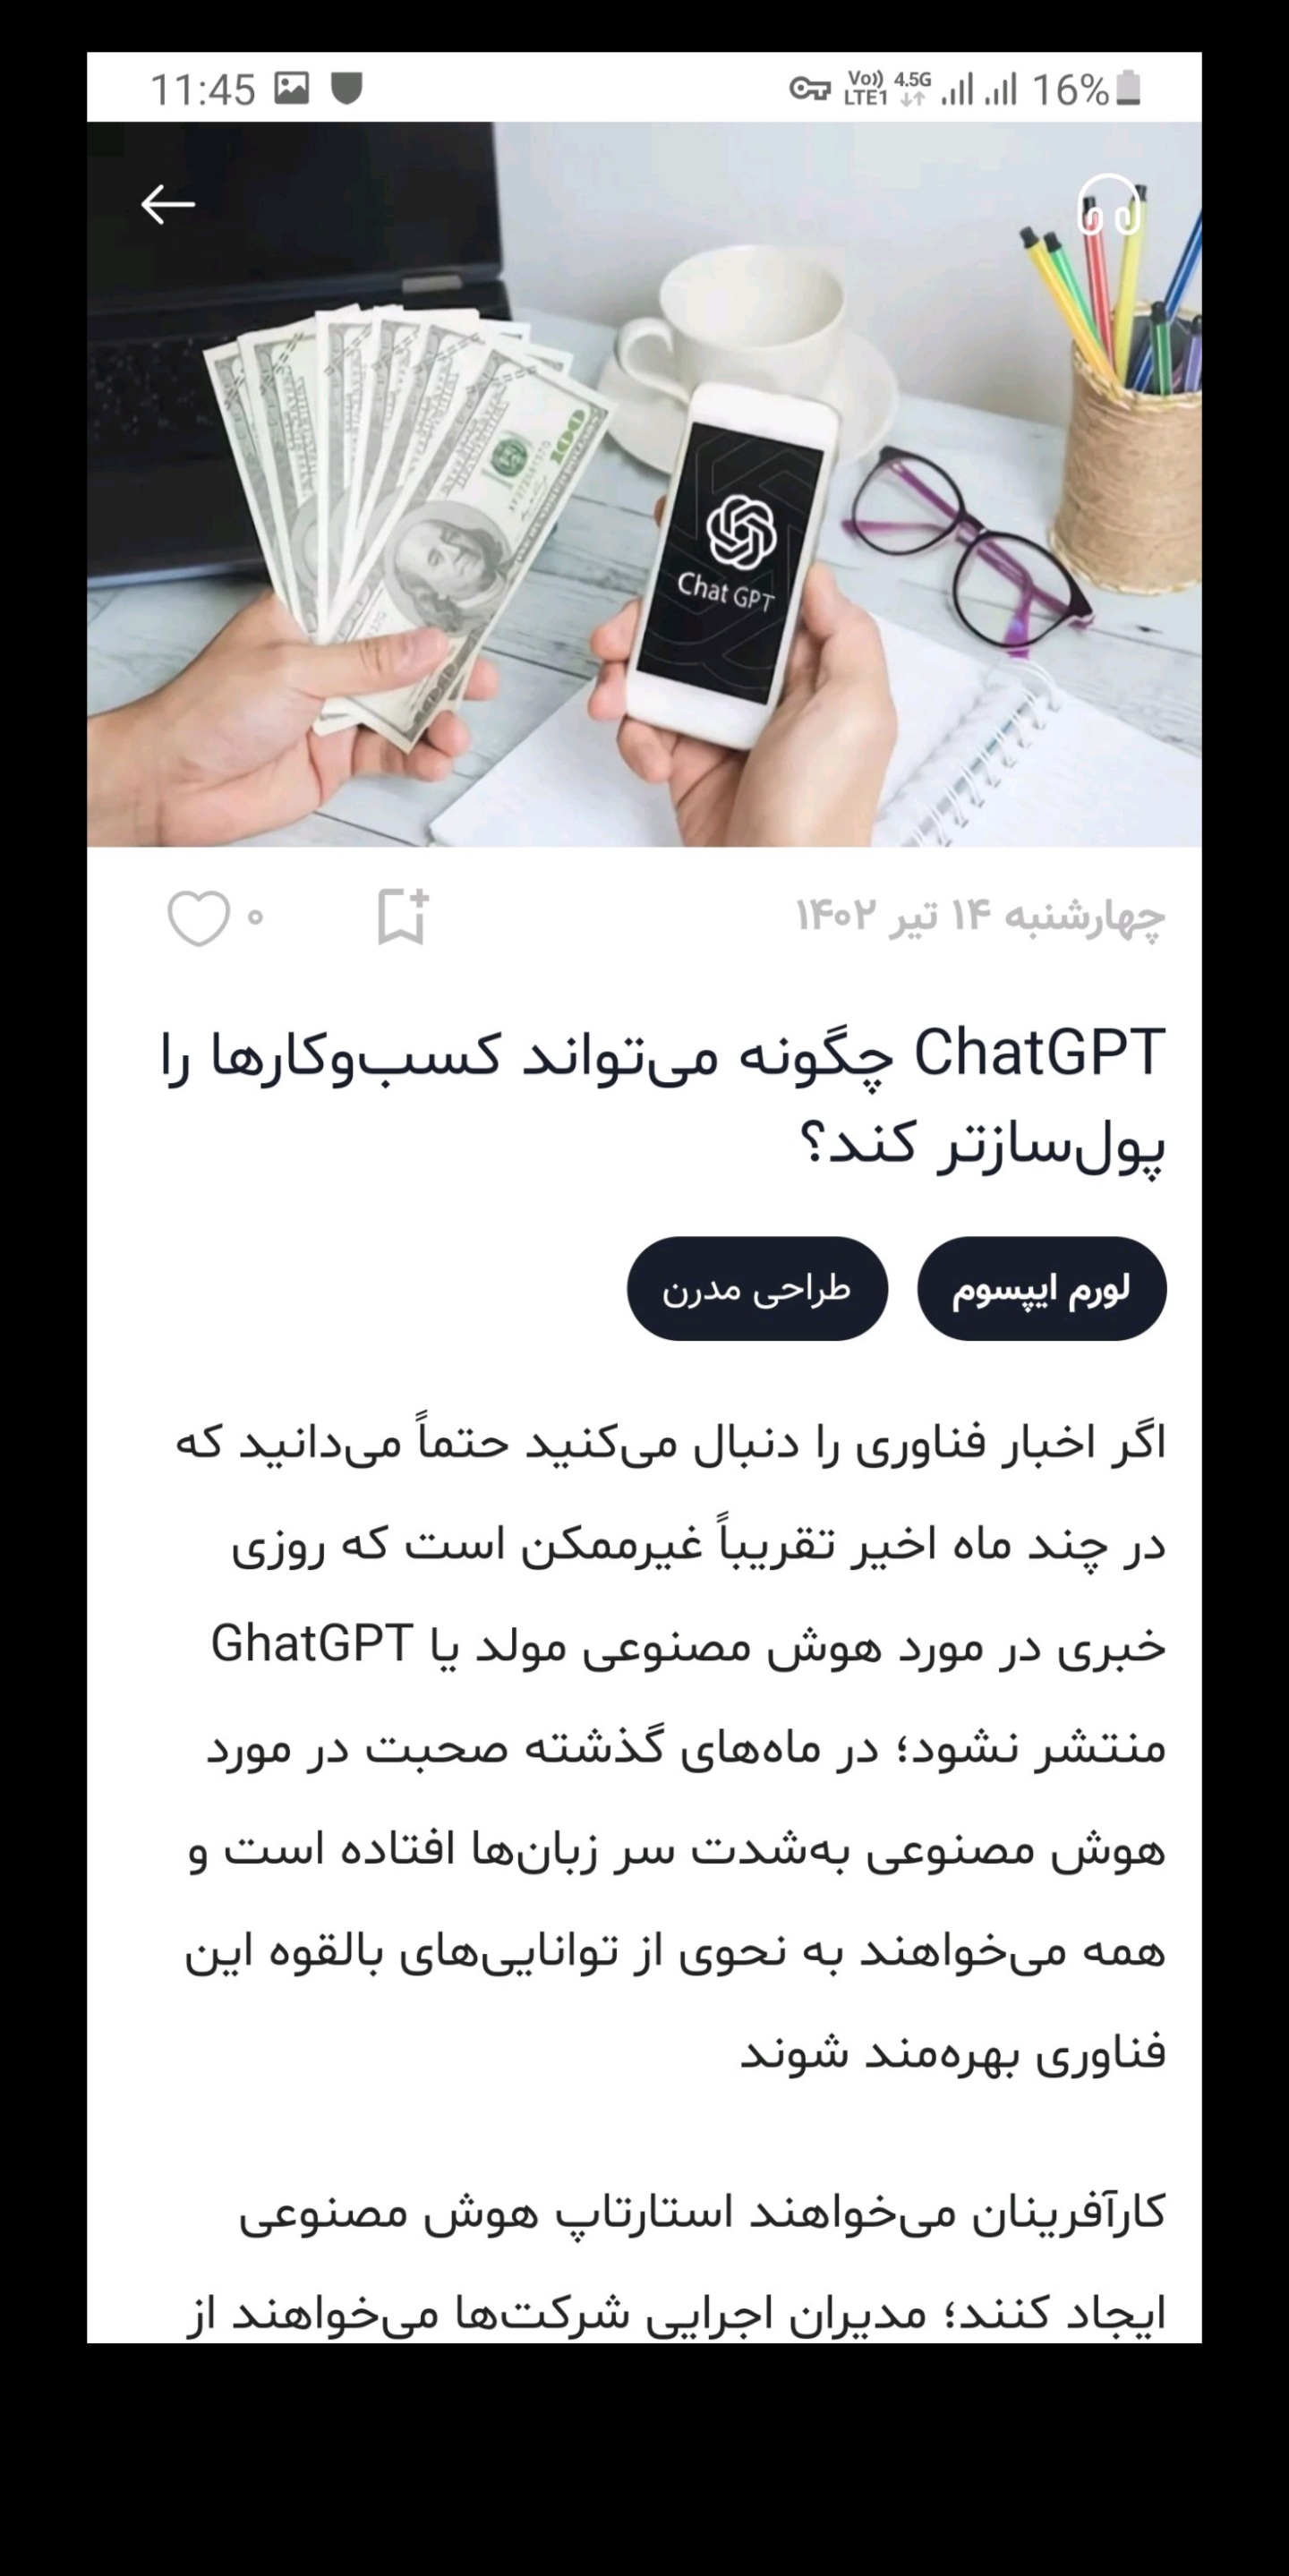 11:45
Vo)) LTE1 4.5G 16%
100
Chat GPT
چهارشنبه ۱۴ تیر ۱۴۰۲
۰
ChatGPT چگونه می‌تواند کسب‌وکارها را
پول‌سازتر کند؟
لورم ایپسوم
طراحی مدرن
اگر اخبار فناوری را دنبال می‌کنید حتماً می‌دانید که
در چند ماه اخیر تقریباً غیرممکن است که روزی
خبری در مورد هوش مصنوعی مولد یا GhatGPT
منتشر نشود؛ در ماه‌های گذشته صحبت در مورد
هوش مصنوعی به‌شدت سر زبان‌ها افتاده است و
همه می‌خواهند به نحوی از توانایی‌های بالقوه این
فناوری بهره‌مند شوند
کارآفرینان می‌خواهند استارتاپ هوش مصنوعی
ایجاد کنند؛ مدیران اجرایی شرکت‌ها می‌خواهند از